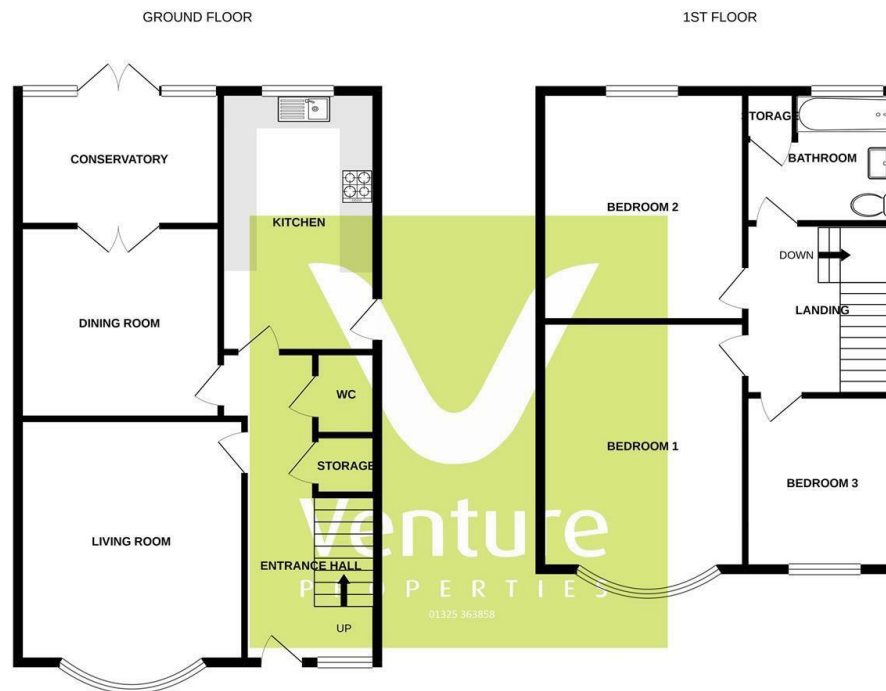 GROUND FLOOR
1ST FLOOR
CONSERVATORY
KITCHEN
DINING ROOM
WC
STORAGE
LIVING ROOM
ENTRANCE HALL
UP
STORAGE
BATHROOM
BEDROOM 2
DOWN
LANDING
BEDROOM 1
BEDROOM 3
Venture
PROPERTIES
01325 363858